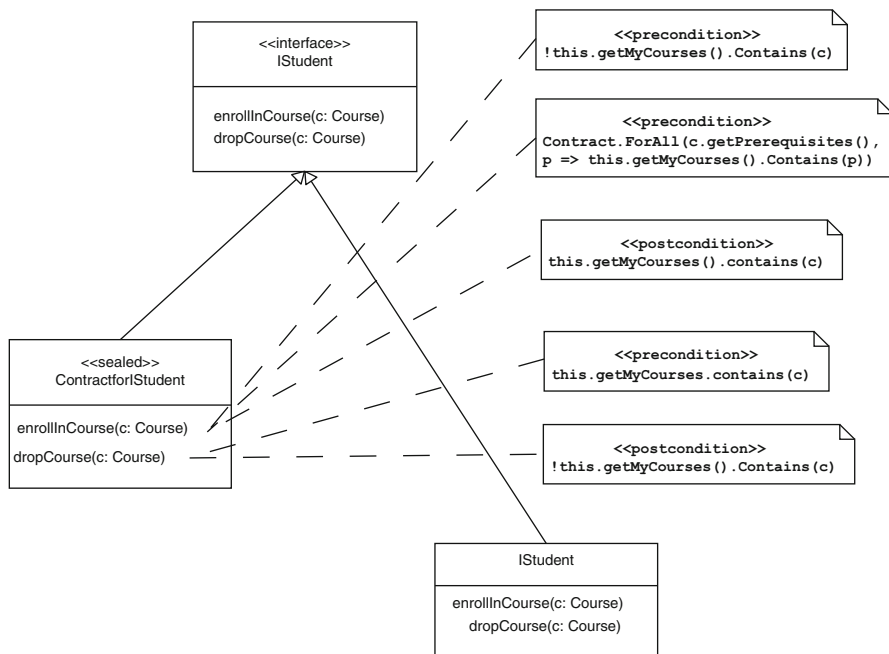 <<interface>>
IStudent
enrollInCourse(c: Course)
dropCourse(c: Course)
<<precondition>>
!this.getMyCourses().Contains(c)
<<precondition>>
Contract.ForAll(c.getPrerequisites(),
p => this.getMyCourses().Contains(p))
<<postcondition>>
this.getMyCourses().contains(c)
<<sealed>>
ContractforIStudent
enrollInCourse(c: Course)
dropCourse(c: Course)
<<precondition>>
this.getMyCourses.contains(c)
<<postcondition>>
!this.getMyCourses().Contains(c)
IStudent
enrollInCourse(c: Course)
dropCourse(c: Course)